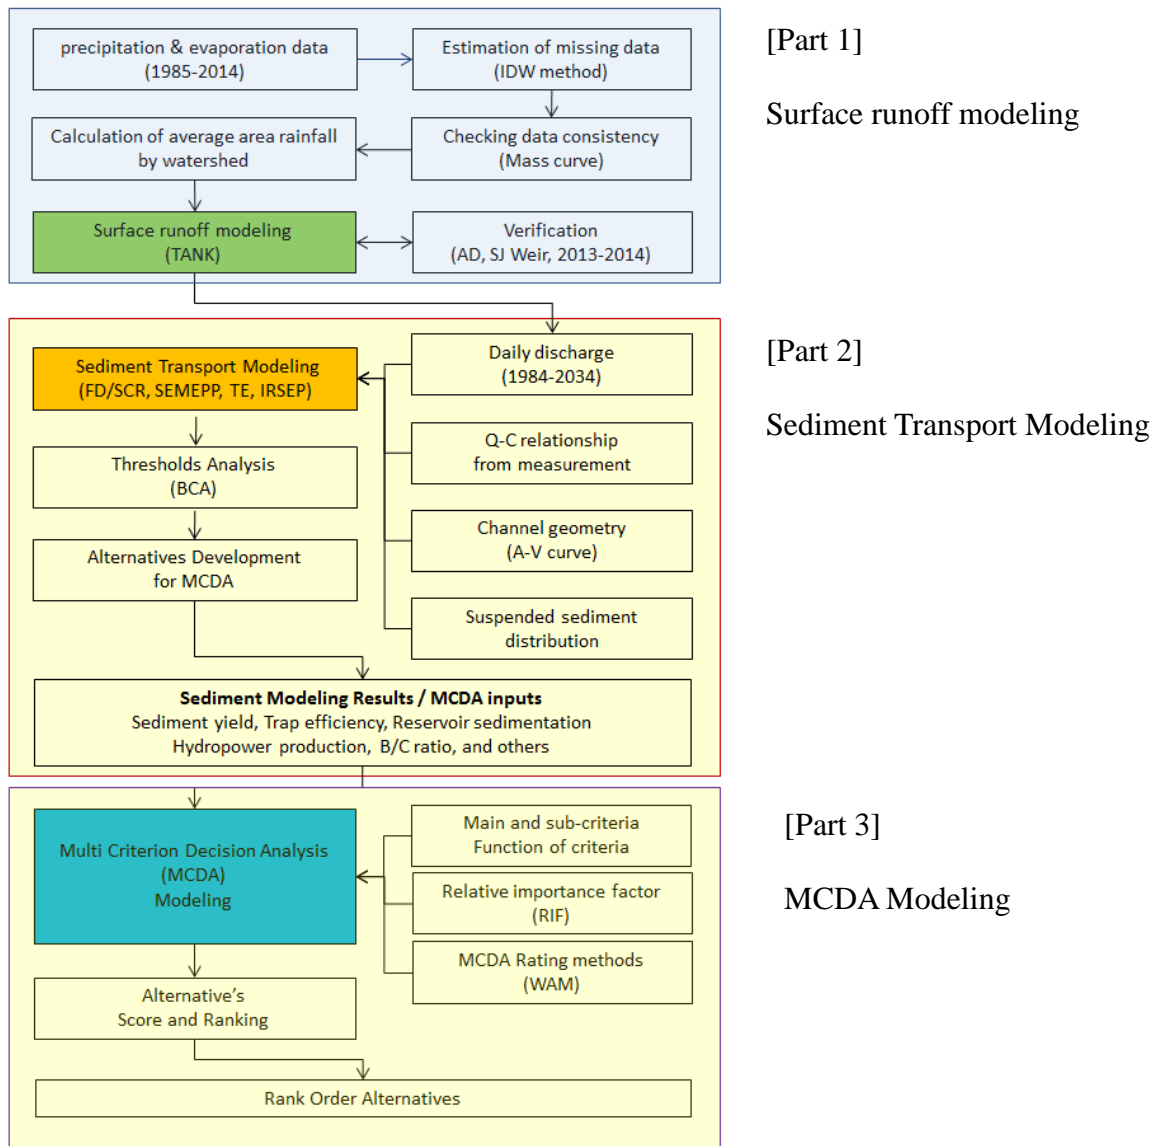 precipitation & evaporation data
(1985-2014)
Estimation of missing data
(IDW method)
Calculation of average area rainfall
by watershed
Checking data consistency
(Mass curve)
Surface runoff modeling
(TANK)
Verification
(AD, SJ Weir, 2013-2014)
[Part 1]
Surface runoff modeling
Sediment Transport Modeling
(FD/SCR, SEMEPP, TE, IRSEP)
Thresholds Analysis
(BCA)
Alternatives Development
for MCDA
Daily discharge
(1984-2034)
Q-C relationship
from measurement
Channel geometry
(A-V curve)
Suspended sediment
distribution
Sediment Modeling Results / MCDA inputs
Sediment yield, Trap efficiency, Reservoir sedimentation
Hydropower production, B/C ratio, and others
[Part 2]
Sediment Transport Modeling
Multi Criterion Decision Analysis
(MCDA)
Modeling
Main and sub-criteria
Function of criteria
Relative importance factor
(RIF)
MCDA Rating methods
(WAM)
Alternative's
Score and Ranking
Rank Order Alternatives
[Part 3]
MCDA Modeling